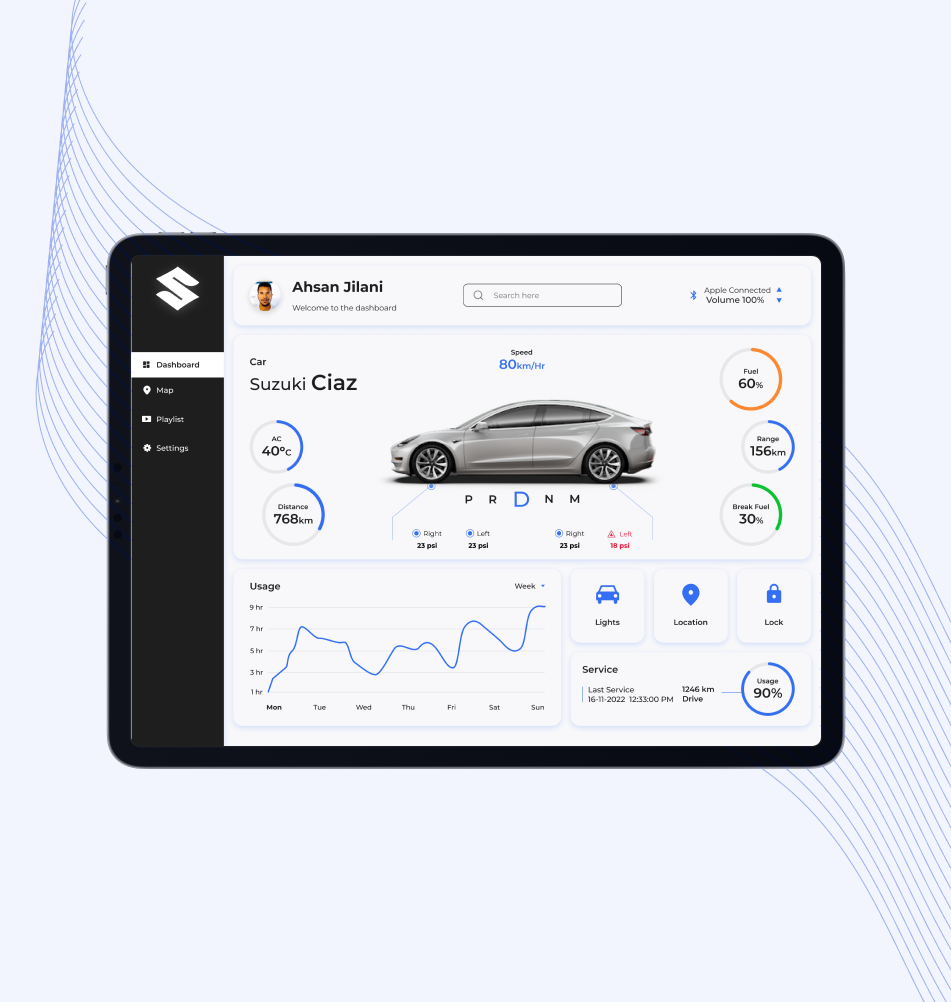 Ahsan Jilani
Welcome to the dashboard
Search here
Apple Connected
Volume 100%
Dashboard
Map
Playlist
Settings
Car
Suzuki Ciaz
Speed
80km/Hr
Fuel
60%
AC
40°C
Range
156km
Distance
768km
Break Fuel
30%
P R D N M
Right
23 psi
Left
23 psi
Right
23 psi
Left
18 psi
Usage
Week
9 hr
7 hr
5 hr
3 hr
1 hr
Mon Tue Wed Thu Fri Sat Sun
Lights
Location
Lock
Service
Last Service
16-11-2022 12:33:00 PM
1246 km
Drive
Usage
90%